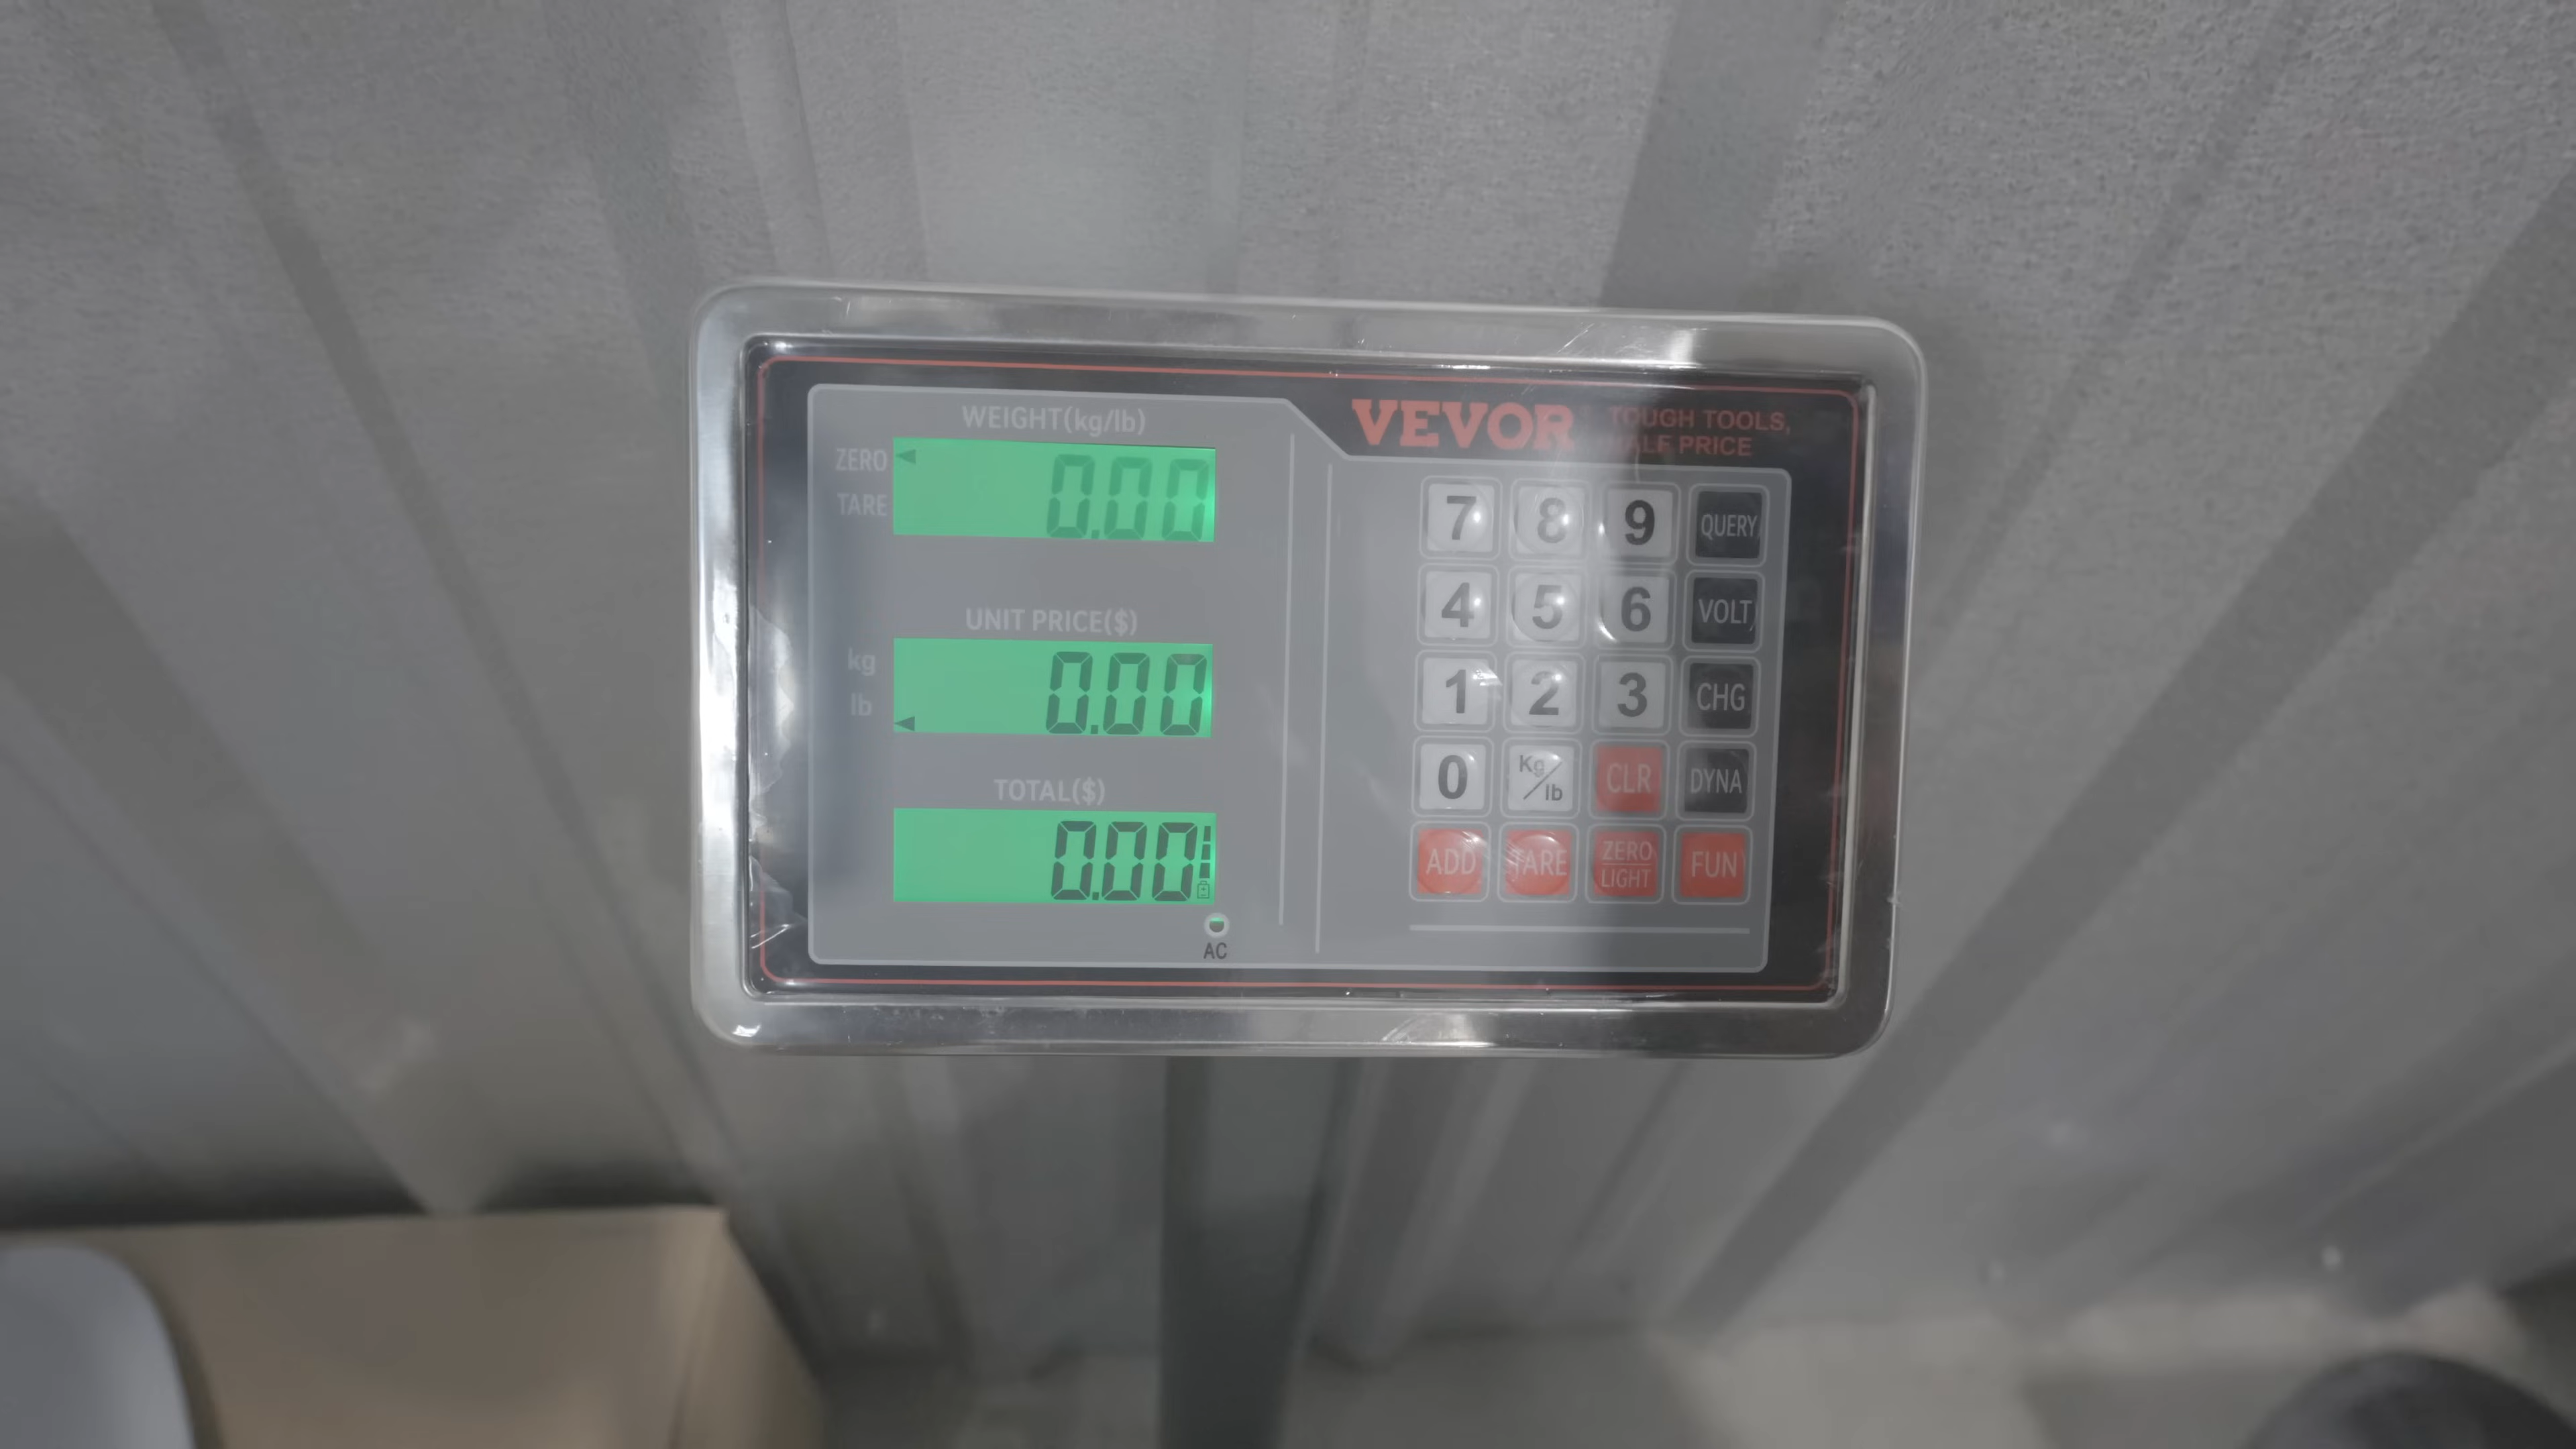 WEIGHT(kg/lb)
ZERO
0.00
TARE
UNIT PRICE($)
kg
0.00
lb
TOTAL($)
0.00
AC
VEVOR
TOUGH TOOLS,
HALF PRICE
7 8 9 QUERY
4 5 6 VOLT
1 2 3 CHG
0 Kg/lb CLR DYNA
ADD TARE ZERO LIGHT FUN